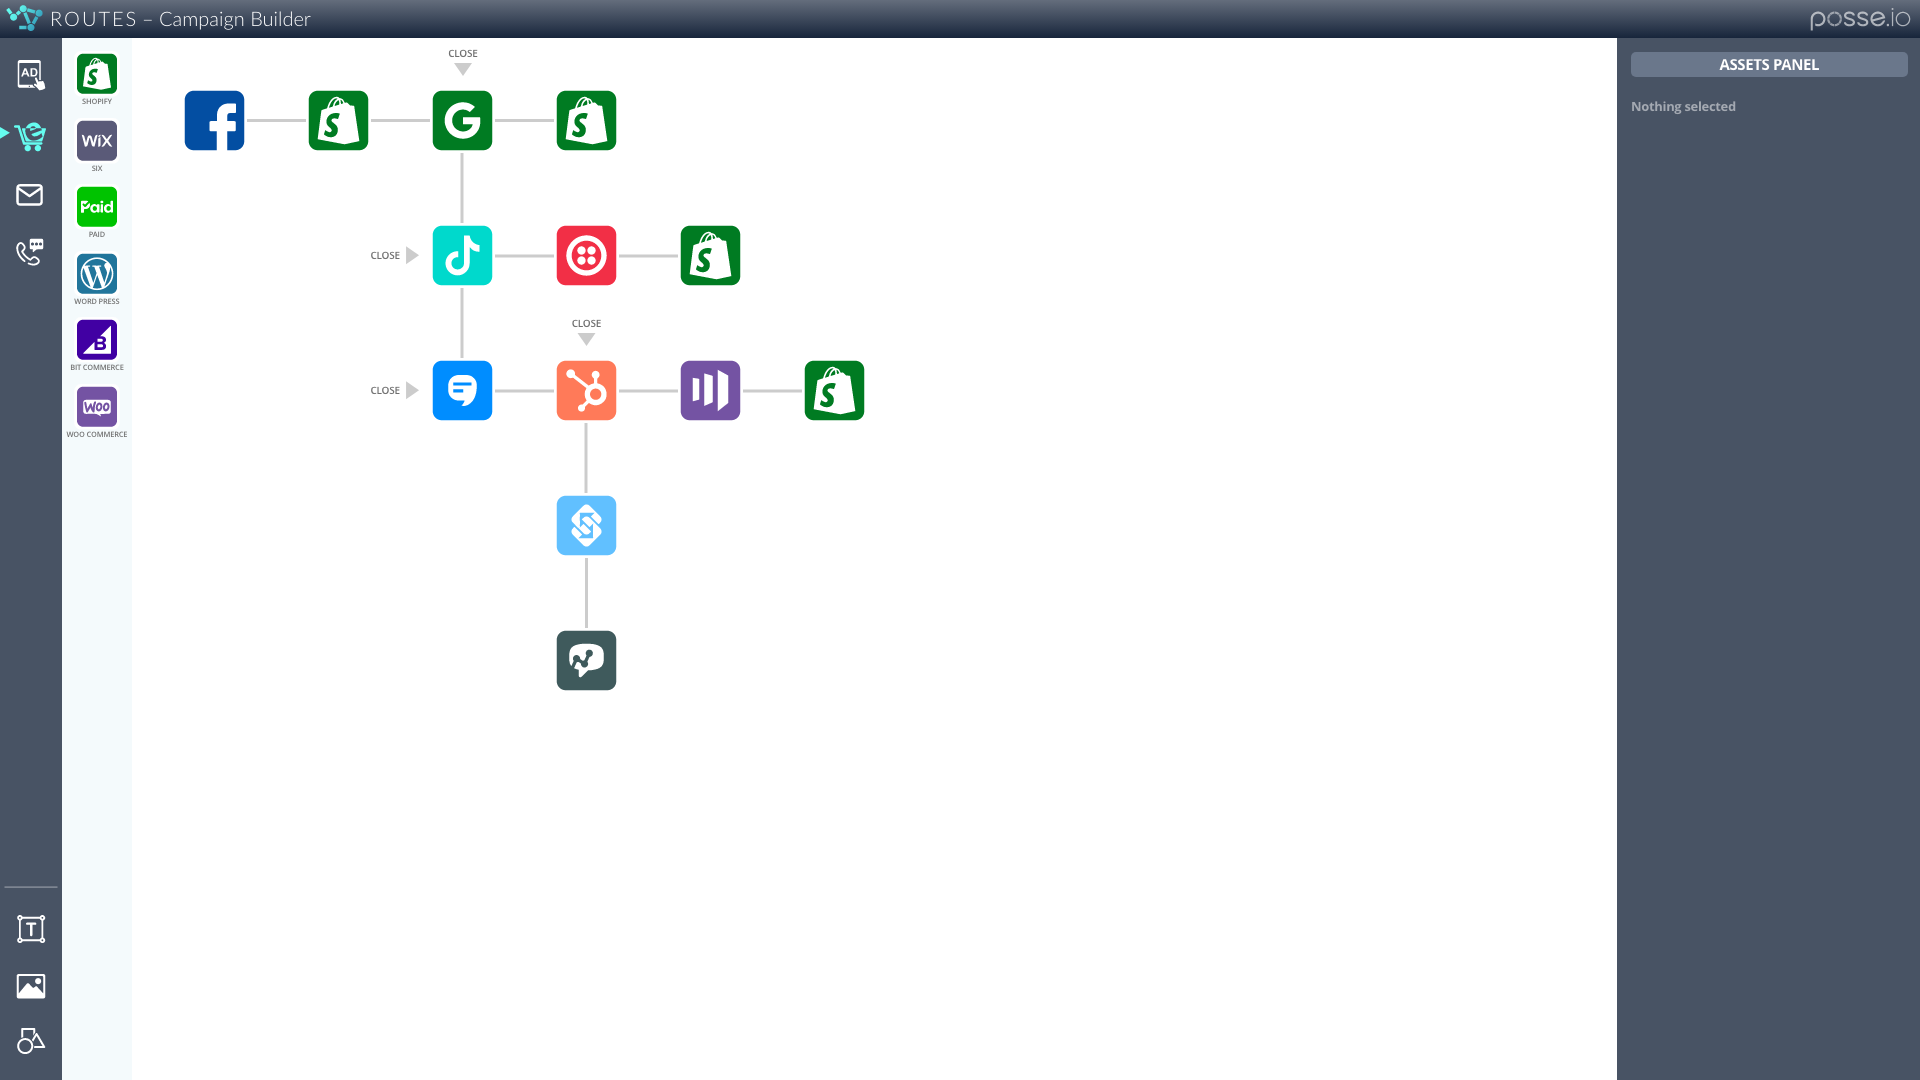 ROUTES – Campaign Builder
posse.io
AD
SHOPIFY
WiX
SIX
Paid
PAID
WORD PRESS
B
BIT COMMERCE
WOO
WOO COMMERCE
T
CLOSE
CLOSE
CLOSE
CLOSE
ASSETS PANEL
Nothing selected